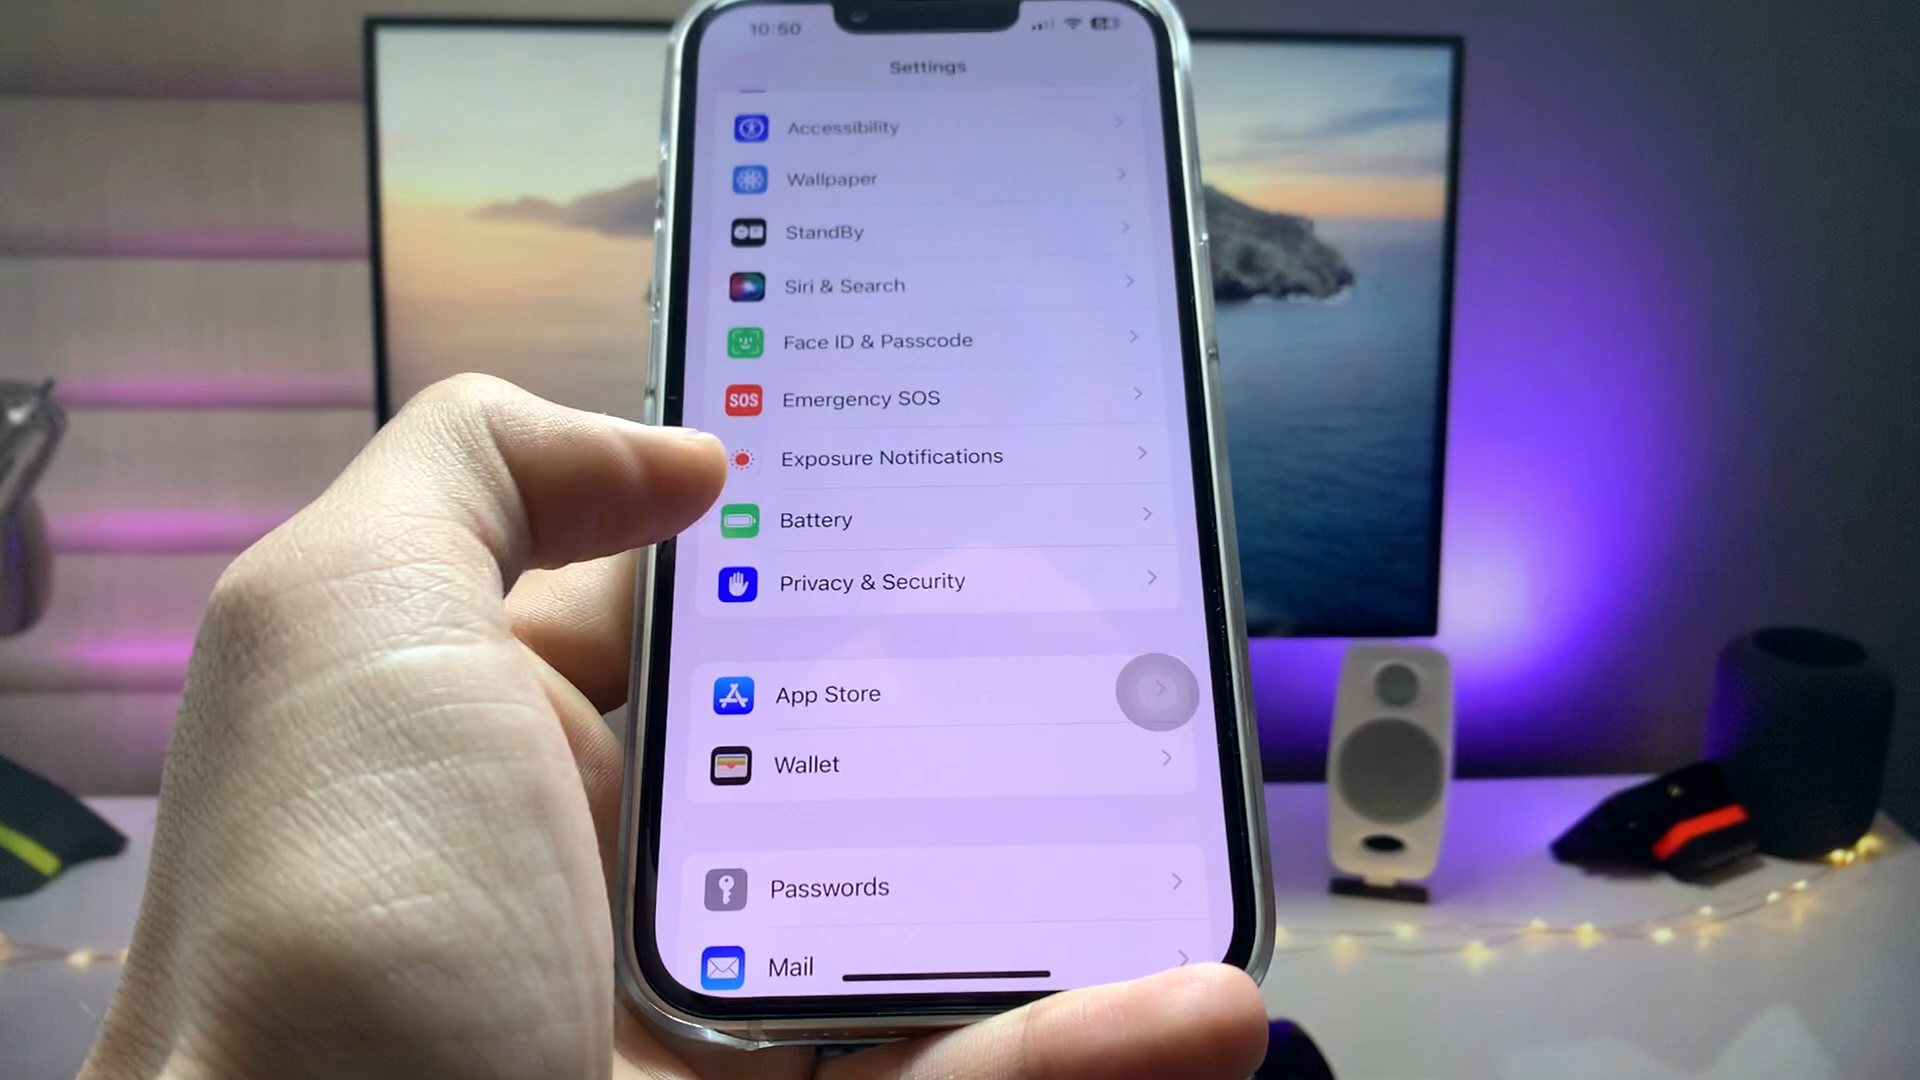 10:50
Settings
Accessibility
Wallpaper
StandBy
Siri & Search
Face ID & Passcode
SOS Emergency SOS
Exposure Notifications
Battery
Privacy & Security
App Store
Wallet
Passwords
Mail